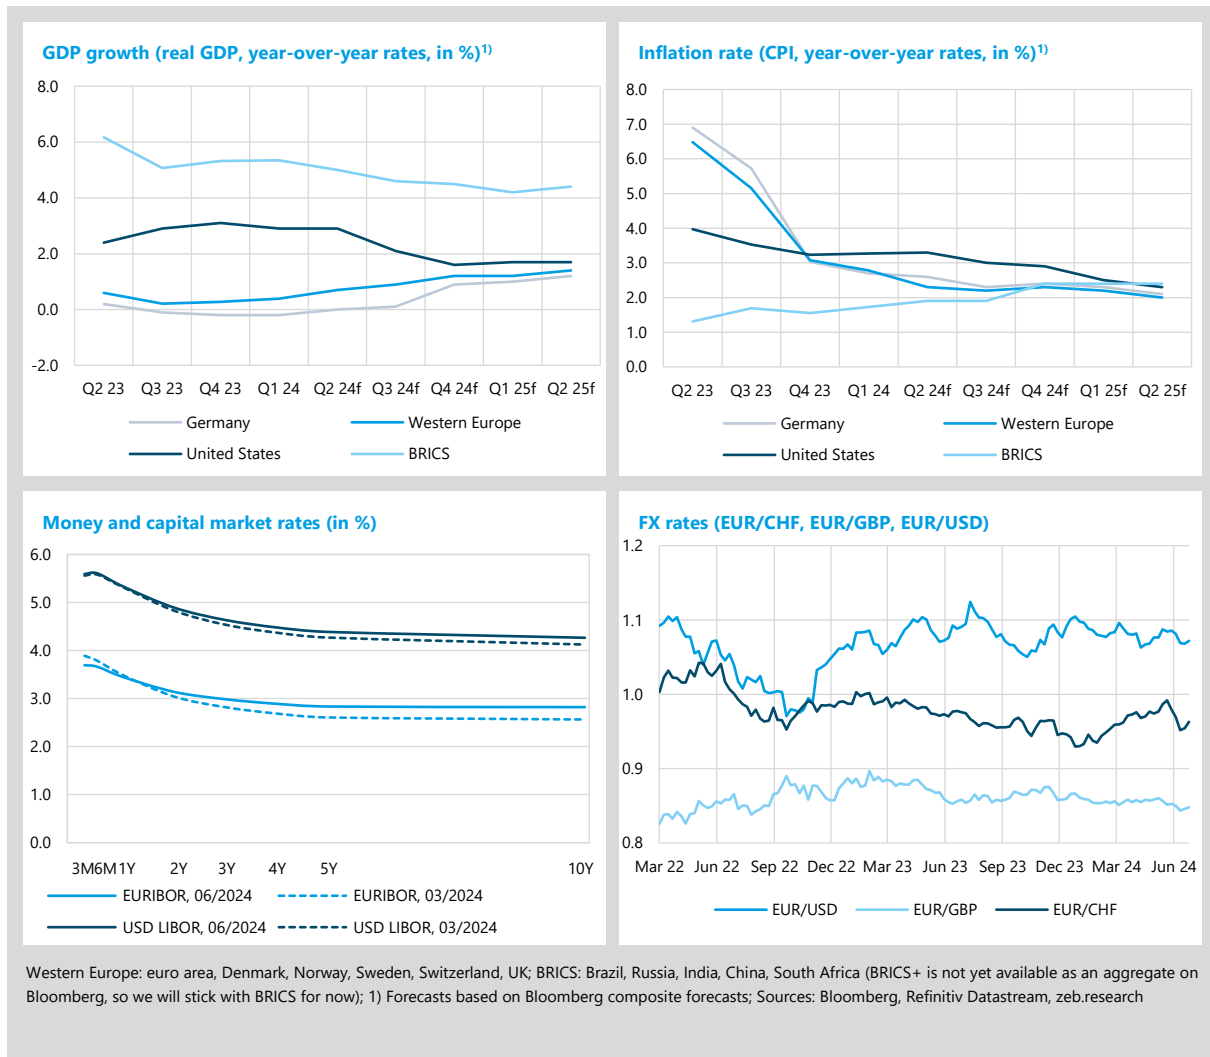 GDP growth (real GDP, year-over-year rates, in %)1)
8.0
6.0
4.0
2.0
0.0
-2.0
Q2 23 Q3 23 Q4 23 Q1 24 Q2 24f Q3 24f Q4 24f Q1 25f Q2 25f
Germany Western Europe
United States BRICS
Inflation rate (CPI, year-over-year rates, in %)1)
8.0
7.0
6.0
5.0
4.0
3.0
2.0
1.0
0.0
Q2 23 Q3 23 Q4 23 Q1 24 Q2 24f Q3 24f Q4 24f Q1 25f Q2 25f
Germany Western Europe
United States BRICS
Money and capital market rates (in %)
6.0
5.0
4.0
3.0
2.0
1.0
0.0
3M6M1Y 2Y 3Y 4Y 5Y 10Y
EURIBOR, 06/2024 EURIBOR, 03/2024
USD LIBOR, 06/2024 USD LIBOR, 03/2024
FX rates (EUR/CHF, EUR/GBP, EUR/USD)
1.2
1.1
1.0
0.9
0.8
Mar 22 Jun 22 Sep 22 Dec 22 Mar 23 Jun 23 Sep 23 Dec 23 Mar 24 Jun 24
EUR/USD EUR/GBP EUR/CHF
Western Europe: euro area, Denmark, Norway, Sweden, Switzerland, UK; BRICS: Brazil, Russia, India, China, South Africa (BRICS+ is not yet available as an aggregate on
Bloomberg, so we will stick with BRICS for now); 1) Forecasts based on Bloomberg composite forecasts; Sources: Bloomberg, Refinitiv Datastream, zeb.research